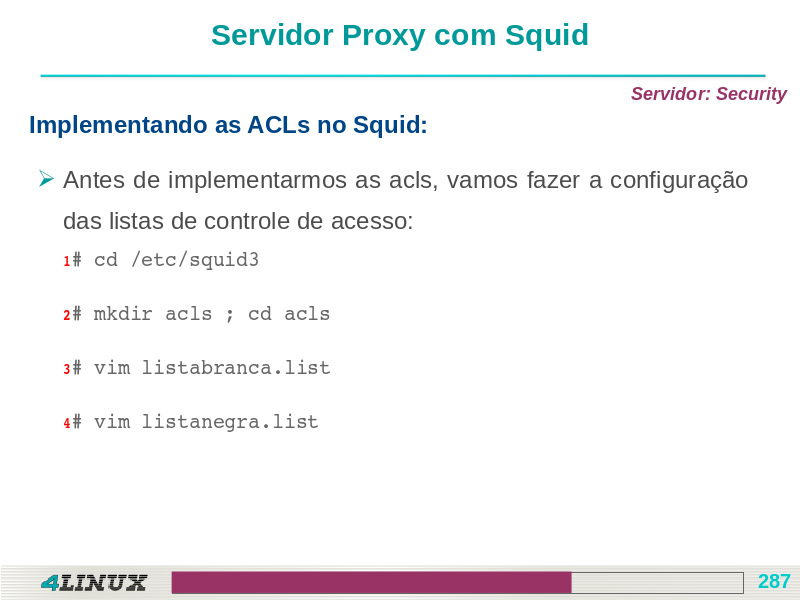 Servidor Proxy com Squid
Servidor: Security
Implementando as ACLs no Squid:
Antes de implementarmos as acls, vamos fazer a configuração
das listas de controle de acesso:
1# cd /etc/squid3
2# mkdir acls ; cd acls
3# vim listabranca.list
4# vim listanegra.list
4LINUX
287